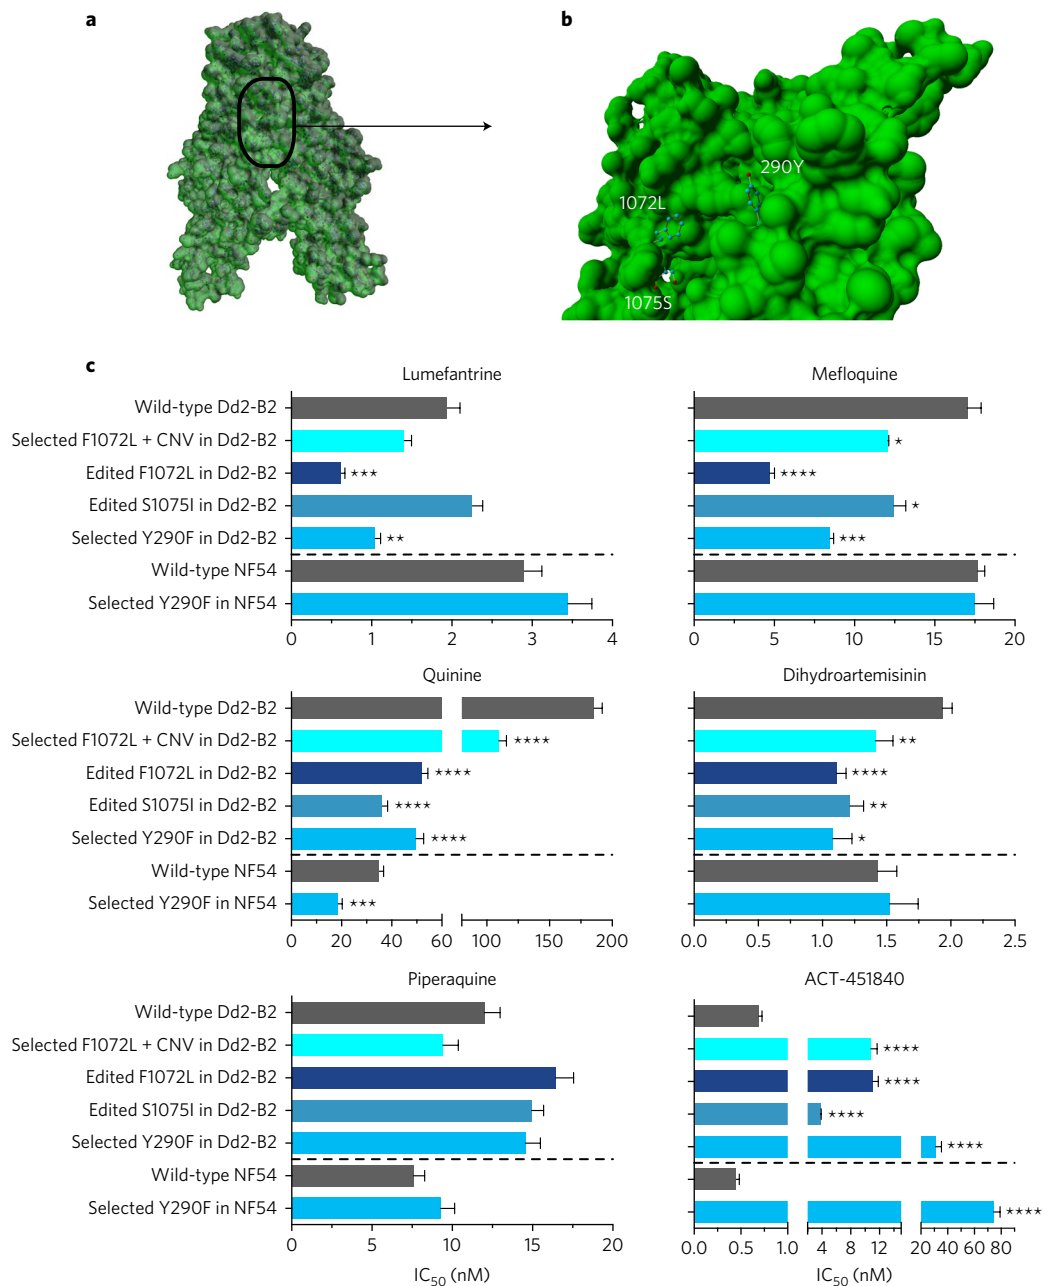 a
b
290Y
1072L
1075S
c
Lumefantrine
Mefloquine
Wild-type Dd2-B2
Selected F1072L + CNV in Dd2-B2
*
Edited F1072L in Dd2-B2
***
****
Edited S1075I in Dd2-B2
*
Selected Y290F in Dd2-B2
**
***
Wild-type NF54
Selected Y290F in NF54
0 1 2 3 4
0 5 10 15 20
Quinine
Dihydroartemisinin
Wild-type Dd2-B2
Selected F1072L + CNV in Dd2-B2
****
**
Edited F1072L in Dd2-B2
****
****
Edited S1075I in Dd2-B2
****
**
Selected Y290F in Dd2-B2
****
*
Wild-type NF54
Selected Y290F in NF54
***
0 20 40 60 100 150 200
0.0 0.5 1.0 1.5 2.0 2.5
Piperaquine
ACT-451840
Wild-type Dd2-B2
Selected F1072L + CNV in Dd2-B2
****
Edited F1072L in Dd2-B2
****
Edited S1075I in Dd2-B2
****
Selected Y290F in Dd2-B2
****
Wild-type NF54
Selected Y290F in NF54
****
0 5 10 15 20
0.0 0.5 1.0 4 8 12 20 40 60 80
IC50 (nM)
IC50 (nM)